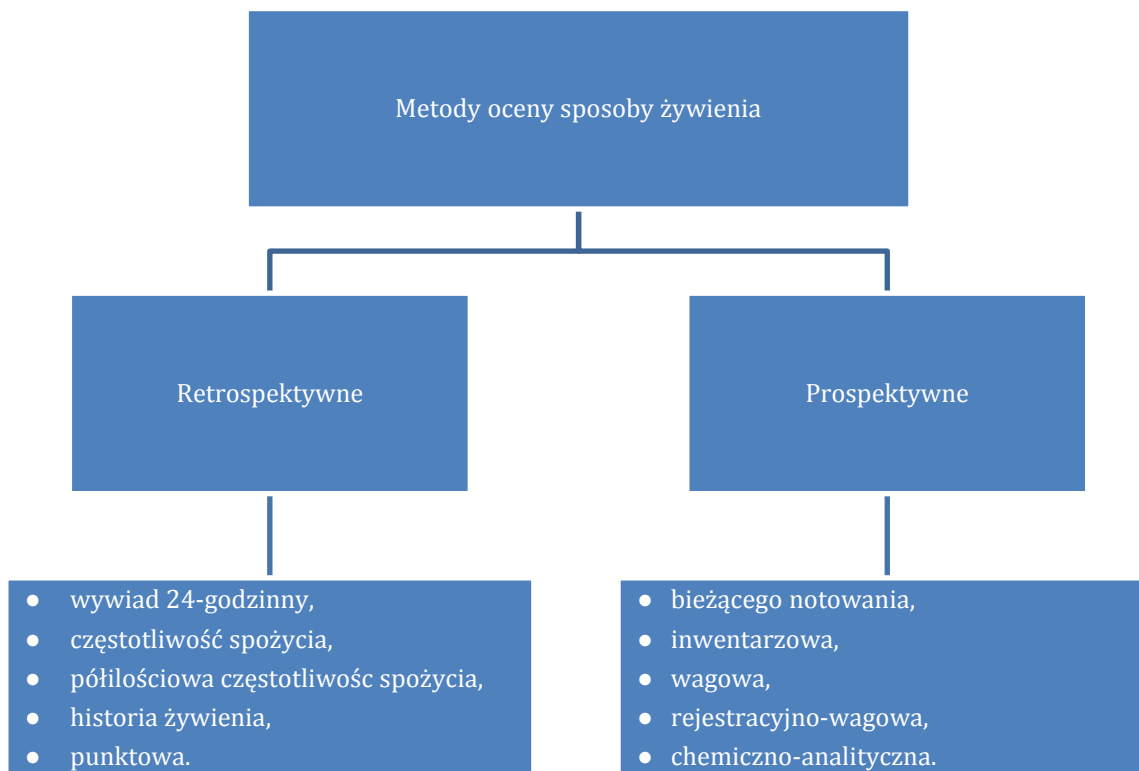 Metody oceny sposoby żywienia
Retrospektywne
Prospektywne
● wywiad 24-godzinny,
● częstotliwość spożycia,
● półilościowa częstotliwośc spożycia,
● historia żywienia,
● punktowa.
● bieżącego notowania,
● inwentarzowa,
● wagowa,
● rejestracyjno-wagowa,
● chemiczno-analityczna.